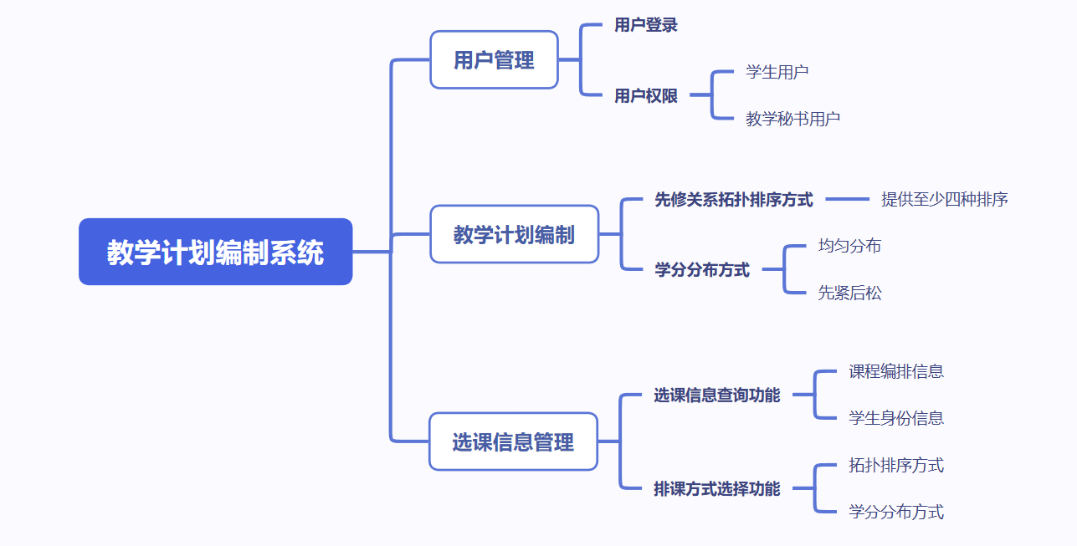 教学计划编制系统
用户管理
用户登录
用户权限
学生用户
教学秘书用户
教学计划编制
先修关系拓扑排序方式
提供至少四种排序
学分分布方式
均匀分布
先紧后松
选课信息管理
选课信息查询功能
课程编排信息
学生身份信息
排课方式选择功能
拓扑排序方式
学分分布方式